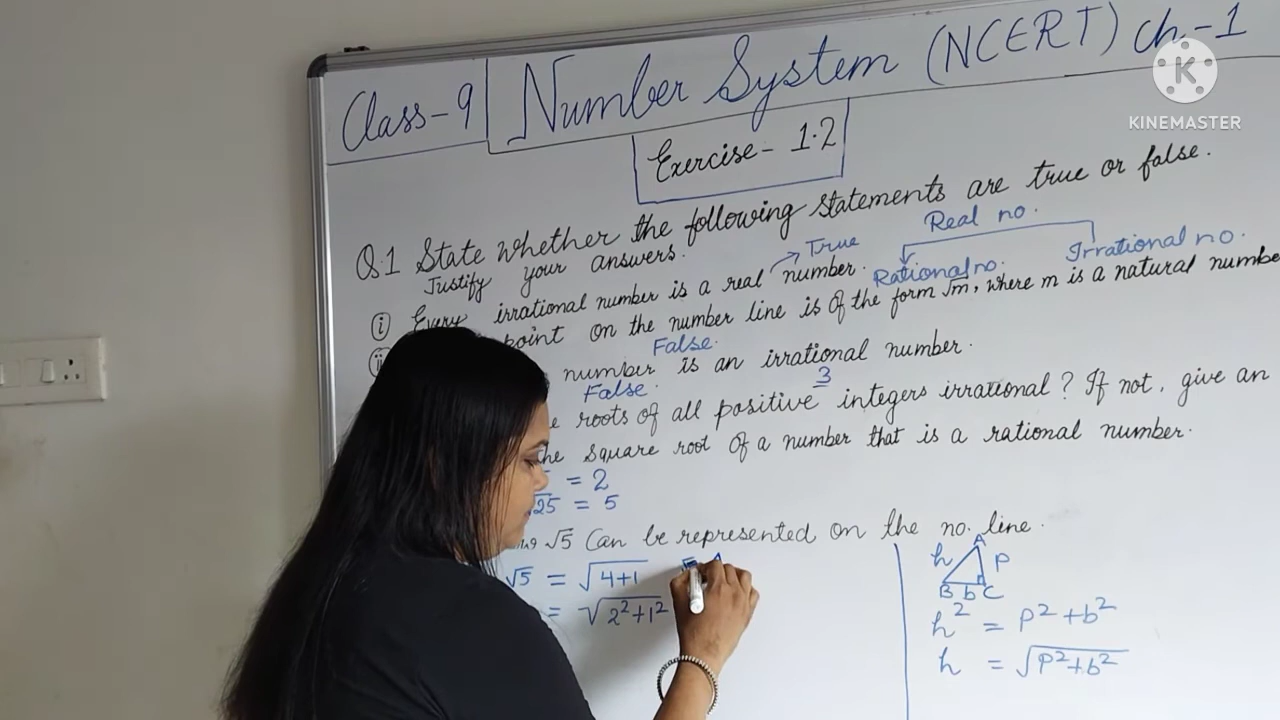 Class-9
Number System (NCERT) Ch-1
K
KINEMASTER
Exercise- 1.2
Q.1 State whether the following statements are true or false.
Justify your answers.
Real no.
Rational no.
Irrational no.
(i) Every irrational number is a real number.
True
(ii) point on the number line is of the form √m, where m is a natural numbe
False.
number is an irrational number.
False.
3
roots of all positive integers irrational? If not, give an
the square root of a number that is a rational number.
= 2
√25 = 5
√5 Can be represented on the no. line.
√5 = √4+1
= √2²+1²
A
h
P
B b C
h² = P²+b²
h = √P²+b²